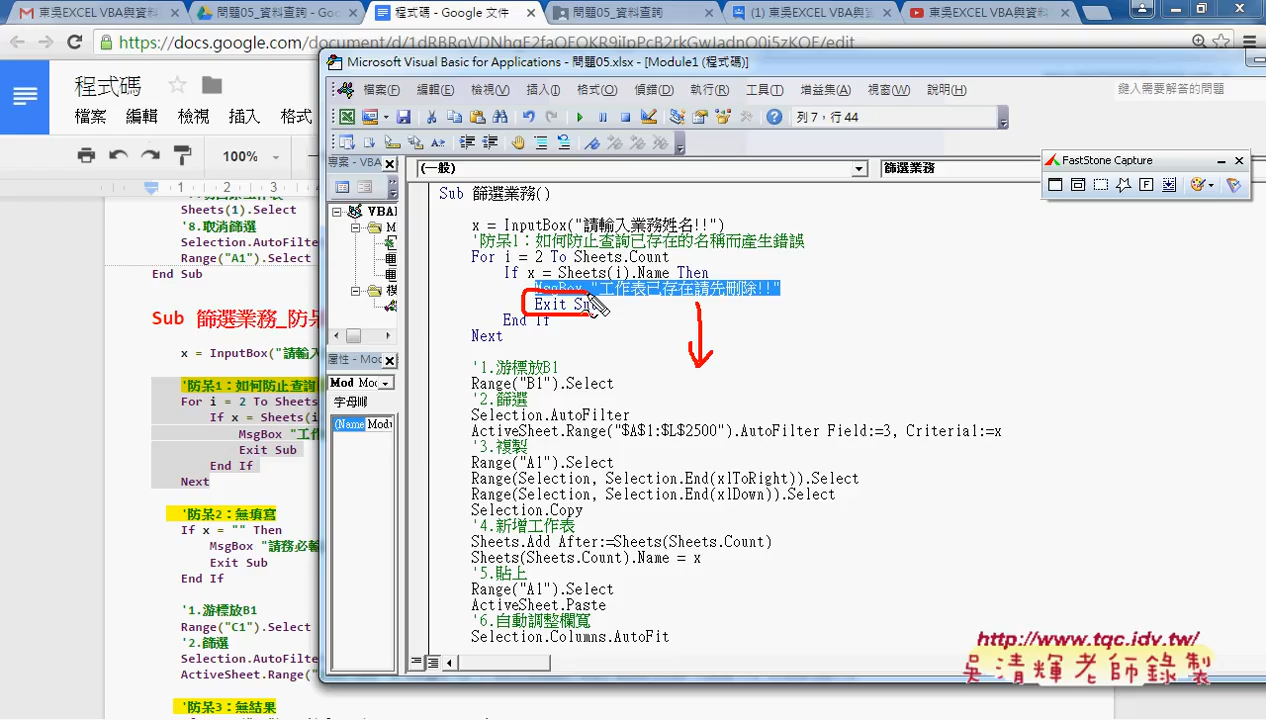 東吳EXCEL VBA與資料
問題05_資料查詢 - Goo
程式碼 - Google 文件
問題05_資料查詢
(1) 東吳EXCEL VBA與
東吳EXCEL VBA與資料
程式碼
檔案 編輯 檢視 插入 格式
100%
1 2 3
Sheets(1).Select
'8.取消篩選
Selection.AutoFilte
Range("A1").Select
End Sub
Sub 篩選業務_防
x = InputBox("請輸入
'防呆1：如何防止查詢
For i = 2 To Sheets
If x = Sheets(i
MsgBox "工作
Exit Sub
End If
Next
'防呆2：無填寫
If x = "" Then
MsgBox "請務必輸
Exit Sub
End If
'1.游標放B1
Range("C1").Select
'2.篩選
Selection.AutoFilte
ActiveSheet.Range("
'防呆3：無結果
Microsoft Visual Basic for Applications - 問題05.xlsx - [Module1 (程式碼)]
檔案(F) 編輯(E) 檢視(V) 插入(I) 格式(O) 偵錯(D) 執行(R) 工具(T) 增益集(A) 視窗(W) 說明(H)
鍵入需要解答的問題
列 7，行 44
專案 - VBA
(一般)
篩選業務
FastStone Capture
VBA
屬性 - Moc
Mod Moc
字母順
(Name Modu
Sub 篩選業務()
x = InputBox("請輸入業務姓名!!")
'防呆1：如何防止查詢已存在的名稱而產生錯誤
For i = 2 To Sheets.Count
If x = Sheets(i).Name Then
MsgBox "工作表已存在請先刪除!!"
Exit Su
End If
Next
'1.游標放B1
Range("B1").Select
'2.篩選
Selection.AutoFilter
ActiveSheet.Range("$A$1:$L$2500").AutoFilter Field:=3, Criteria1:=x
'3.複製
Range("A1").Select
Range(Selection, Selection.End(xlToRight)).Select
Range(Selection, Selection.End(xlDown)).Select
Selection.Copy
'4.新增工作表
Sheets.Add After:=Sheets(Sheets.Count)
Sheets(Sheets.Count).Name = x
'5.貼上
Range("A1").Select
ActiveSheet.Paste
'6.自動調整欄寬
Selection.Columns.AutoFit
http://www.tqc.idv.tw/
吳清輝老師錄製